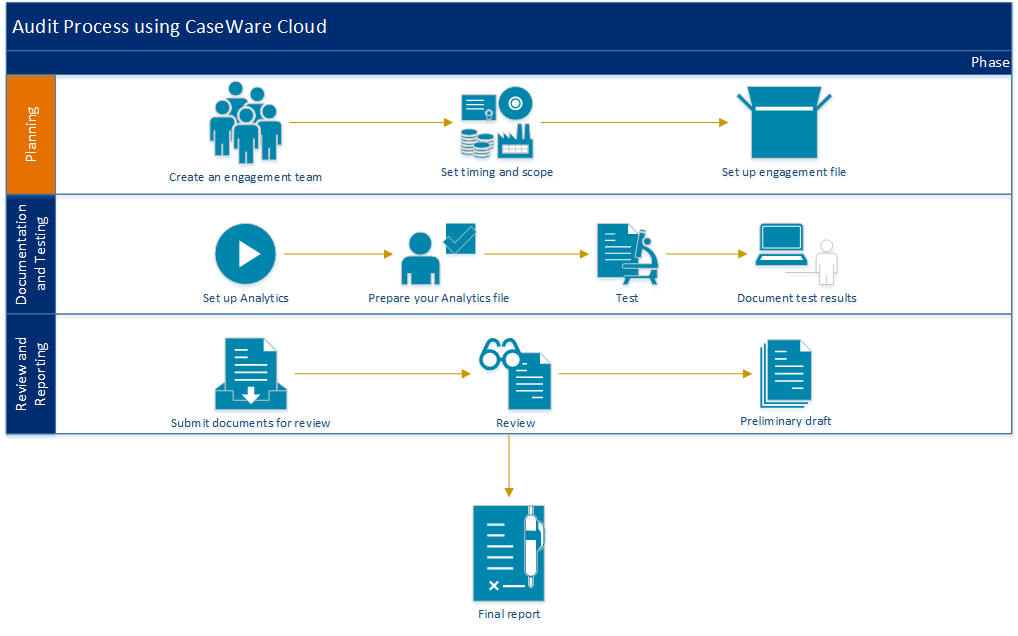 Audit Process using CaseWare Cloud
Phase
Planning
Create an engagement team
Set timing and scope
Set up engagement file
Documentation
and Testing
Set up Analytics
Prepare your Analytics file
Test
Document test results
Review and
Reporting
Submit documents for review
Review
Preliminary draft
Final report